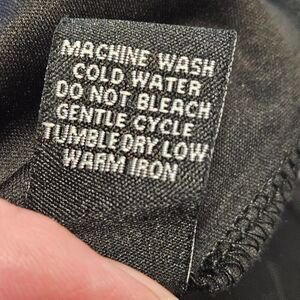 MACHINE WASH
COLD WATER
DO NOT BLEACH
GENTLE CYCLE
TUMBLE DRY LOW
WARM IRON